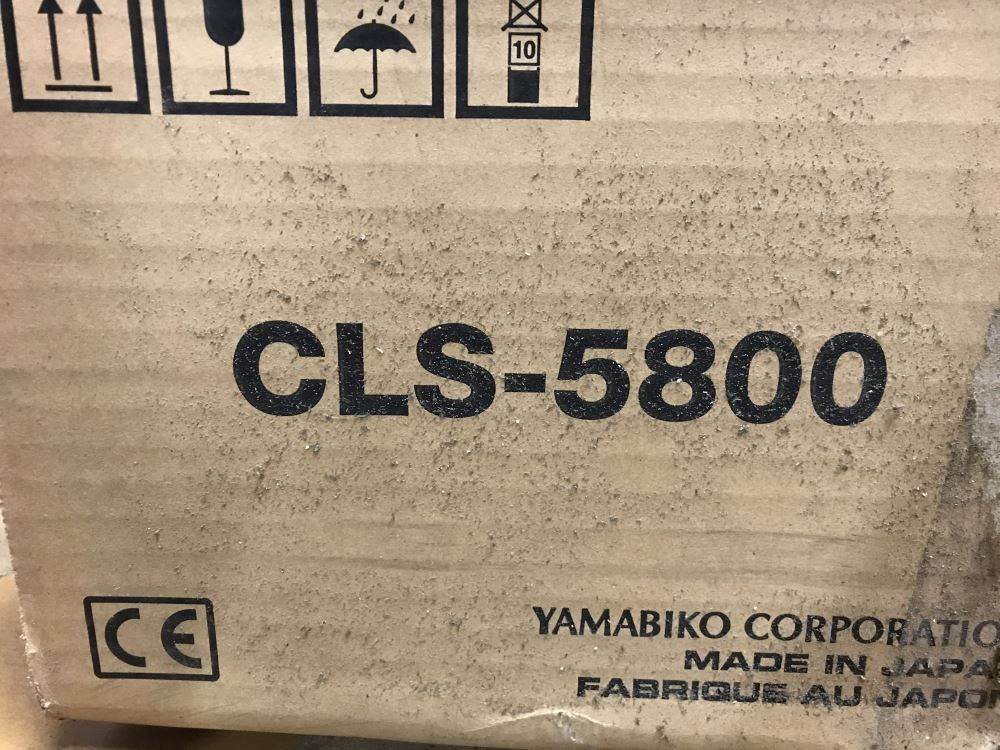 10
CLS-5800
CE
YAMABIKO CORPORATIO
MADE IN JAPA
FABRIQUE AU JAPO